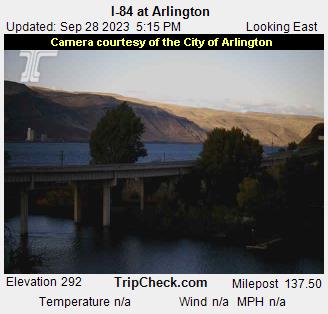 I-84 at Arlington
Updated: Sep 28 2023 5:15 PM Looking East
Camera courtesy of the City of Arlington
Elevation 292 TripCheck.com Milepost 137.50
Temperature n/a Wind n/a MPH n/a